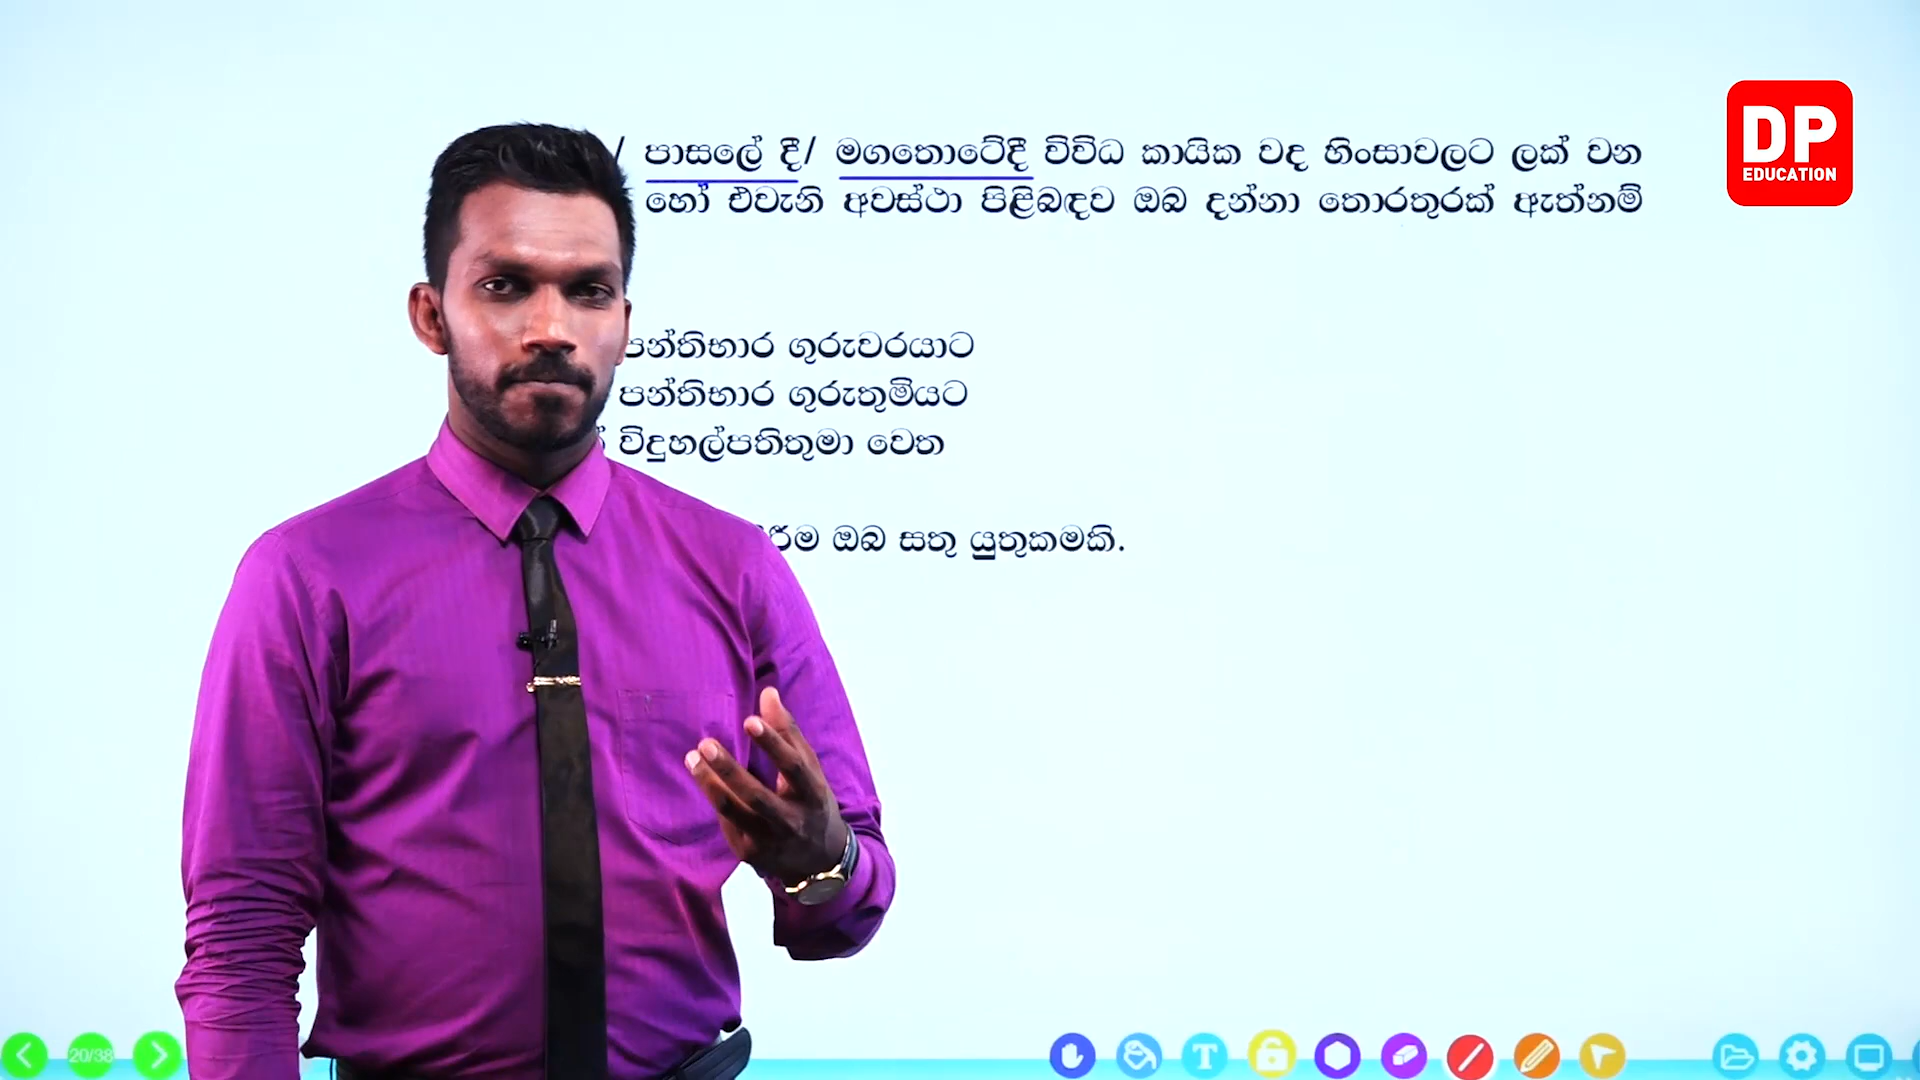 / පාසලේ දී/ මගතොටේදී විවිධ කායික වද හිංසාවලට ලක් වන
හෝ එවැනි අවස්ථා පිළිබඳව ඔබ දන්නා තොරතුරක් ඇත්නම්
පන්තිභාර ගුරුවරයාට
පන්තිභාර ගුරුතුමියට
විදුහල්පතිතුමා වෙත
ඔබ සතු යුතුකමකි.
DP
EDUCATION
20/38
T